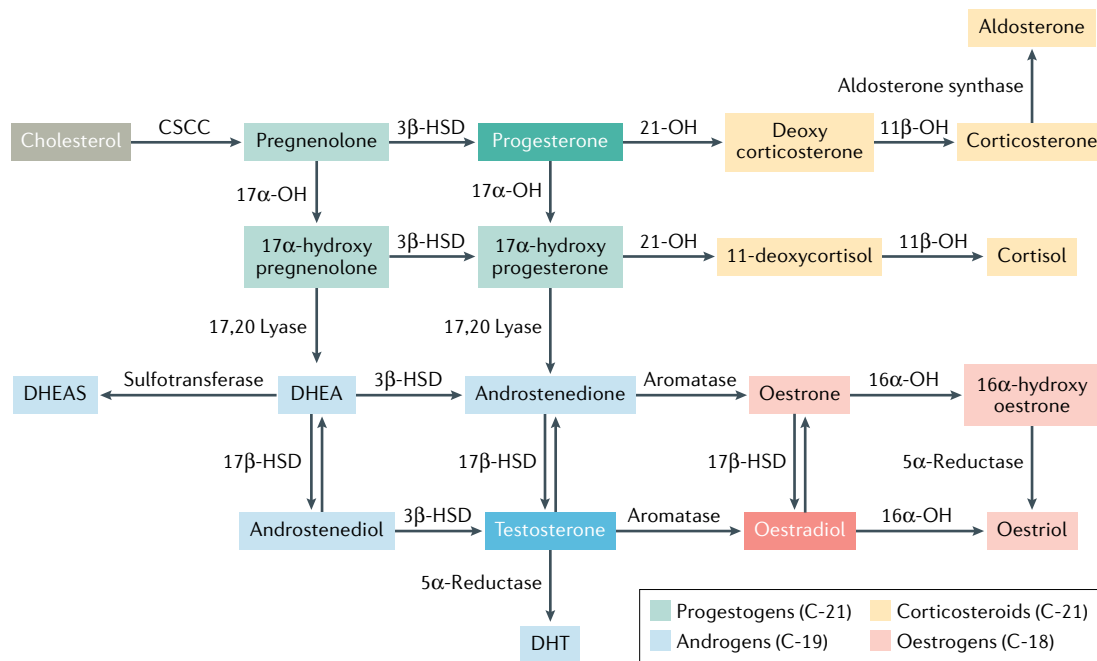 Aldosterone
Aldosterone synthase
CSCC
3β-HSD
21-OH
11β-OH
Cholesterol
Pregnenolone
Progesterone
Deoxy
corticosterone
Corticosterone
17α-OH
17α-OH
17α-hydroxy
pregnenolone
3β-HSD
17α-hydroxy
progesterone
21-OH
11-deoxycortisol
11β-OH
Cortisol
17,20 Lyase
17,20 Lyase
DHEAS
Sulfotransferase
DHEA
3β-HSD
Androstenedione
Aromatase
Oestrone
16α-OH
16α-hydroxy
oestrone
17β-HSD
17β-HSD
17β-HSD
5α-Reductase
Androstenediol
3β-HSD
Testosterone
Aromatase
Oestradiol
16α-OH
Oestriol
5α-Reductase
DHT
Progestogens (C-21)
Corticosteroids (C-21)
Androgens (C-19)
Oestrogens (C-18)